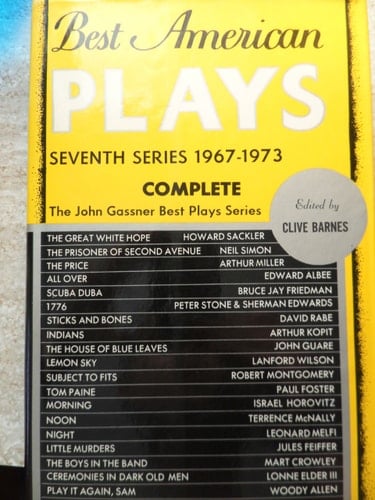 Best American
PLAYS
SEVENTH SERIES 1967-1973
COMPLETE
The John Gassner Best Plays Series
Edited by
CLIVE BARNES
THE GREAT WHITE HOPE HOWARD SACKLER
THE PRISONER OF SECOND AVENUE NEIL SIMON
THE PRICE ARTHUR MILLER
ALL OVER EDWARD ALBEE
SCUBA DUBA BRUCE JAY FRIEDMAN
1776 PETER STONE & SHERMAN EDWARDS
STICKS AND BONES DAVID RABE
INDIANS ARTHUR KOPIT
THE HOUSE OF BLUE LEAVES JOHN GUARE
LEMON SKY LANFORD WILSON
SUBJECT TO FITS ROBERT MONTGOMERY
TOM PAINE PAUL FOSTER
MORNING ISRAEL HOROVITZ
NOON TERRENCE McNALLY
NIGHT LEONARD MELFI
LITTLE MURDERS JULES FEIFFER
THE BOYS IN THE BAND MART CROWLEY
CEREMONIES IN DARK OLD MEN LONNE ELDER III
PLAY IT AGAIN, SAM WOODY ALLEN